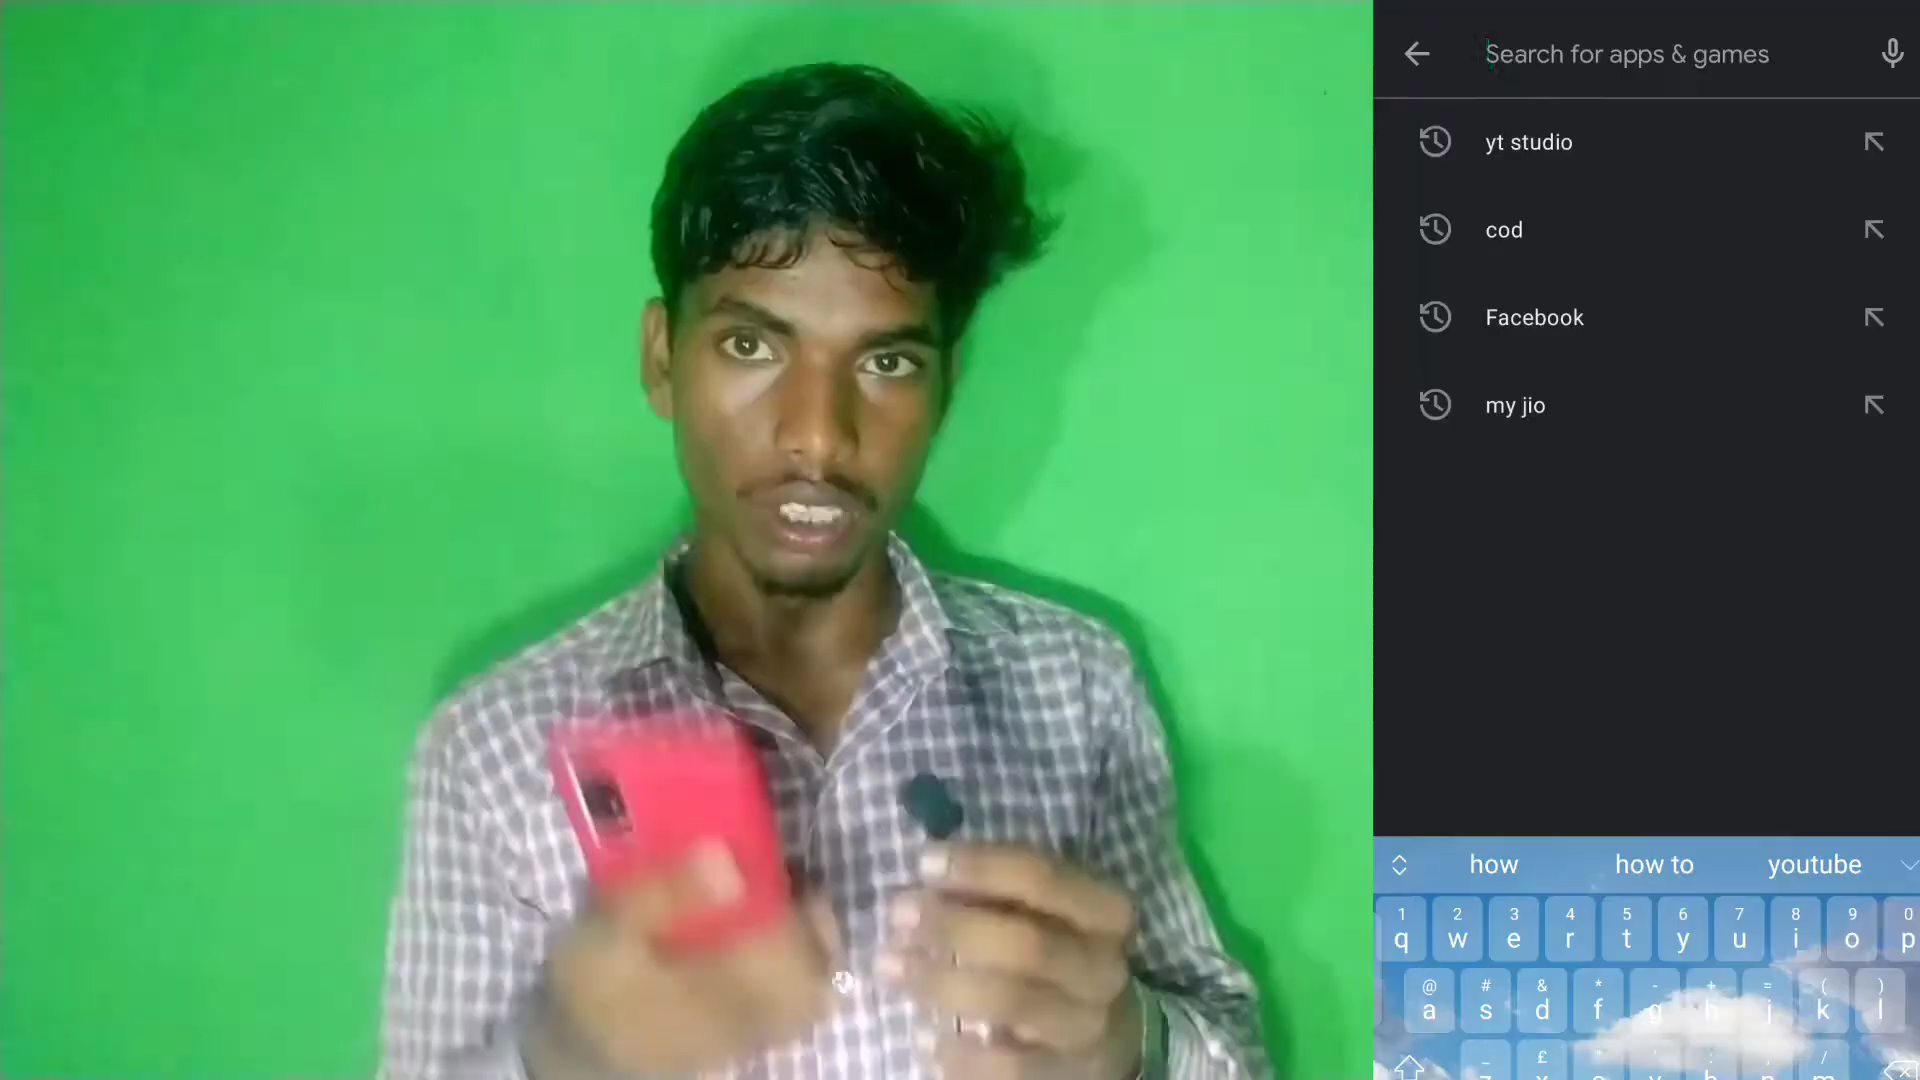 Search for apps & games
yt studio
cod
Facebook
my jio
how how to youtube
1 2 3 4 5 6 7 8 9 0
q w e r t y u i o p
@ # & * - + = ( )
a s d f g h j k l
£ /